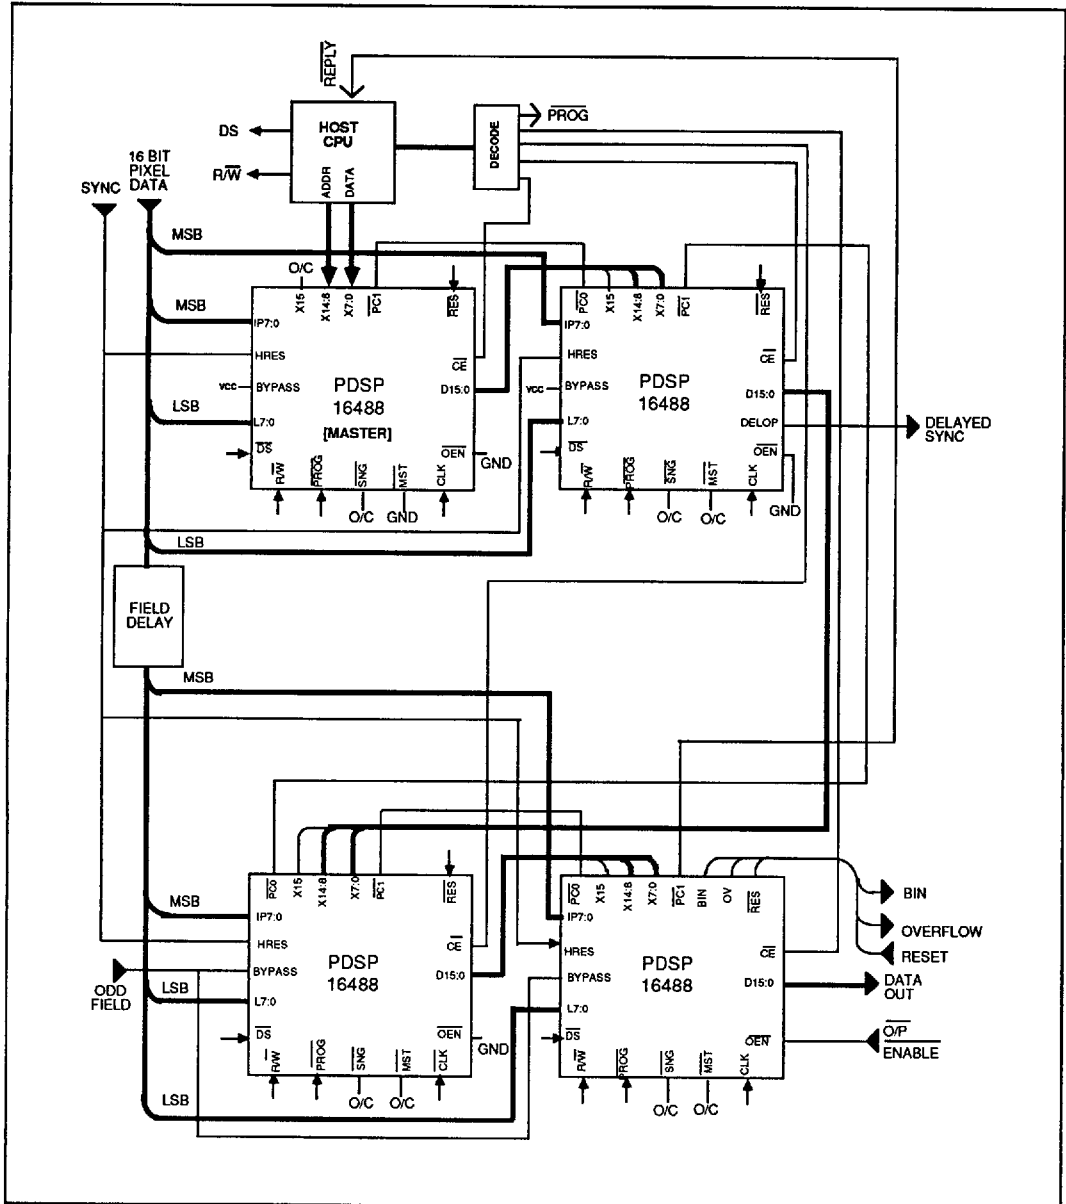 REPLY
HOST
CPU
DS
R/W
ADDR
DATA
DECODE
PROG
16 BIT
PIXEL
DATA
SYNC
MSB
MSB
LSB
LSB
O/C
X15
X14:8
X7:0
PC1
RES
IP7:0
HRES
VCC
BYPASS
L7:0
DS
PDSP
16488
[MASTER]
CE
D15:0
OEN
GND
R/W
PROG
SNG
MST
CLK
O/C
GND
PC0
X15
X14:8
X7:0
PC1
RES
IP7:0
HRES
VCC
BYPASS
L7:0
DS
PDSP
16488
CE
D15:0
DELOP
OEN
DELAYED
SYNC
R/W
PROG
SNG
MST
CLK
O/C
O/C
GND
FIELD
DELAY
MSB
MSB
LSB
LSB
ODD
FIELD
PC0
X15
X14:8
X7:0
PC1
RES
IP7:0
HRES
BYPASS
L7:0
DS
PDSP
16488
CE
D15:0
OEN
GND
R/W
PROG
SNG
MST
CLK
O/C
O/C
PC0
X15
X14:8
X7:0
PC1
BIN
OV
RES
IP7:0
HRES
BYPASS
L7:0
DS
PDSP
16488
CE
D15:0
OEN
BIN
OVERFLOW
RESET
DATA
OUT
O/P
ENABLE
R/W
PROG
SNG
MST
CLK
O/C
O/C